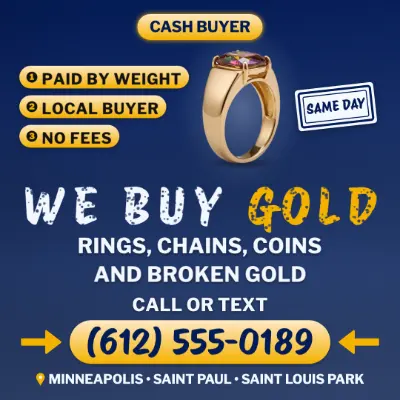 CASH BUYER
1 PAID BY WEIGHT
2 LOCAL BUYER
3 NO FEES
SAME DAY
WE BUY GOLD
RINGS, CHAINS, COINS
AND BROKEN GOLD
CALL OR TEXT
(612) 555-0189
MINNEAPOLIS • SAINT PAUL • SAINT LOUIS PARK